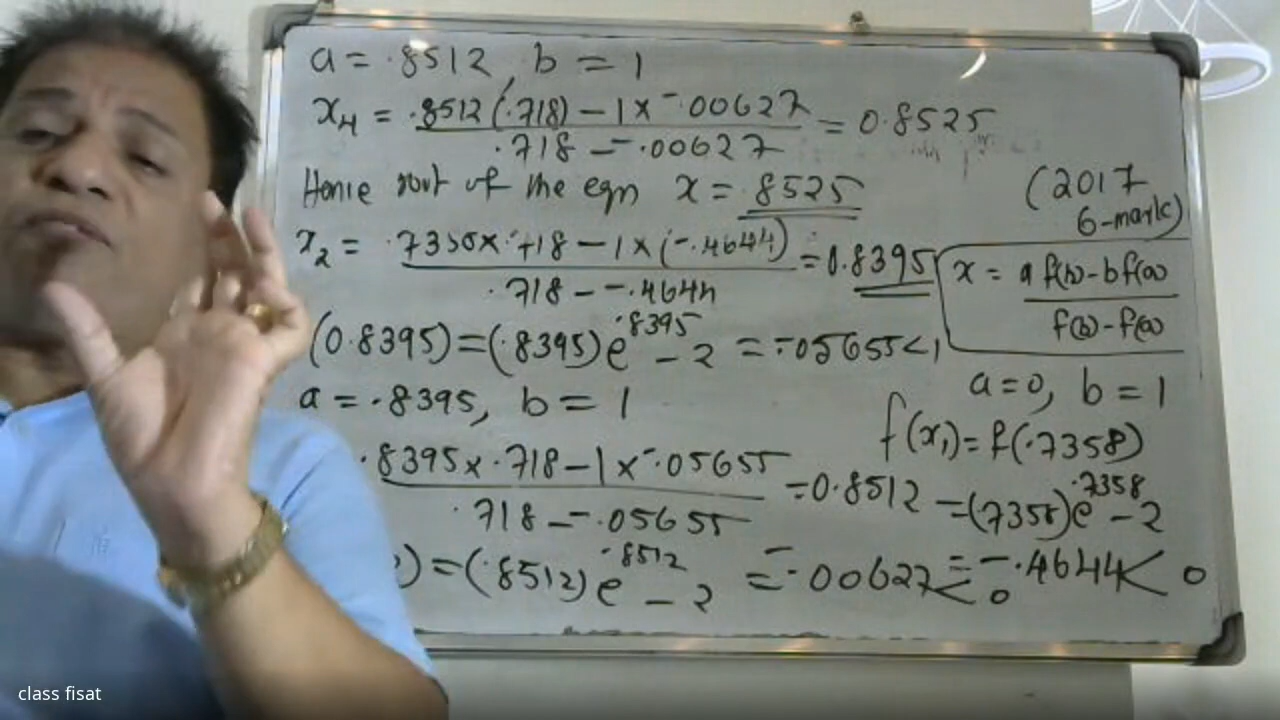 a = .8512, b = 1
x₄ = .8512(.718) - 1 x -.00627 / .718 - -.00627 = 0.8525
Hence root of the eqn x = .8525
(2017
6-mark)
x₂ = .7358 x .718 - 1 x (-.4644) / .718 - -.4644 = 0.8395
x = a f(b) - b f(a) / f(b) - f(a)
(0.8395) = (.8395) e^.8395 - 2 = -.05655 <
a = .8395, b = 1
a = 0, b = 1
f(x₁) = f(.7358)
.8395 x .718 - 1 x -.05655 / .718 - -.05655 = 0.8512
= (7358) e^.7358 - 2
) = (.8512) e^.8512 - 2 = -.00627 < 0
= -.4644 < 0
class fisat